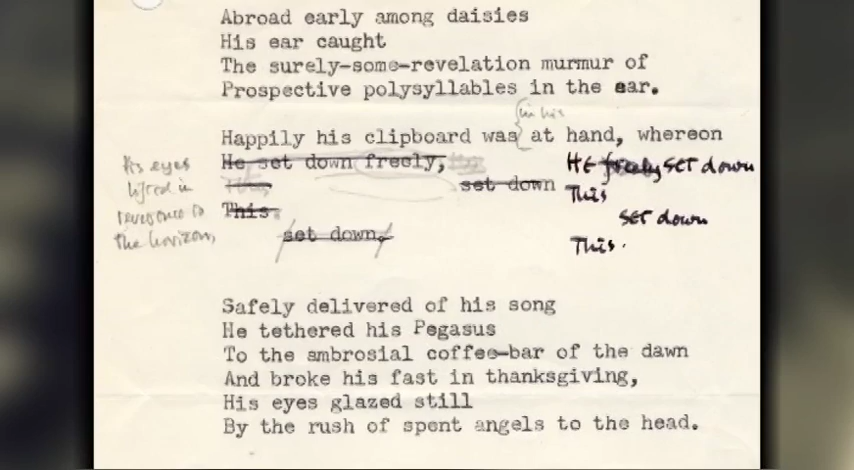 Abroad early among daisies
His ear caught
The surely-some-revelation murmur of
Prospective polysyllables in the ear.
in his
Happily his clipboard was at hand, whereon
He set down freely,
set down
This.
set down.
His eyes
lifted in
reverence to
the horizon,
He freely set down
This
set down
This.
Safely delivered of his song
He tethered his Pegasus
To the ambrosial coffee-bar of the dawn
And broke his fast in thanksgiving,
His eyes glazed still
By the rush of spent angels to the head.